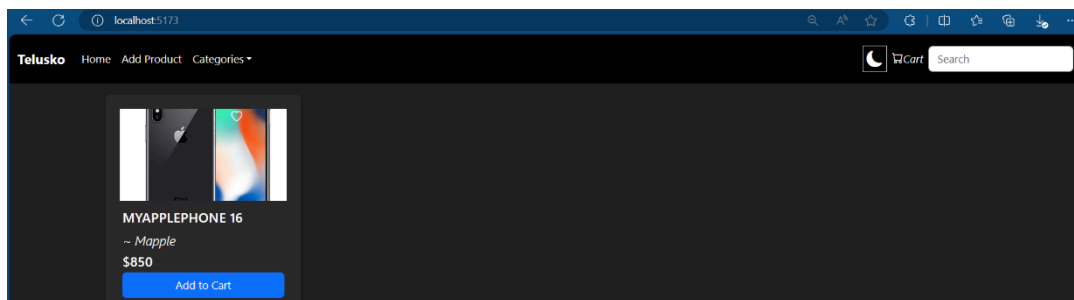 localhost:5173
Telusko Home Add Product Categories Cart Search
MYAPPLEPHONE 16
~ Mapple
$850
Add to Cart